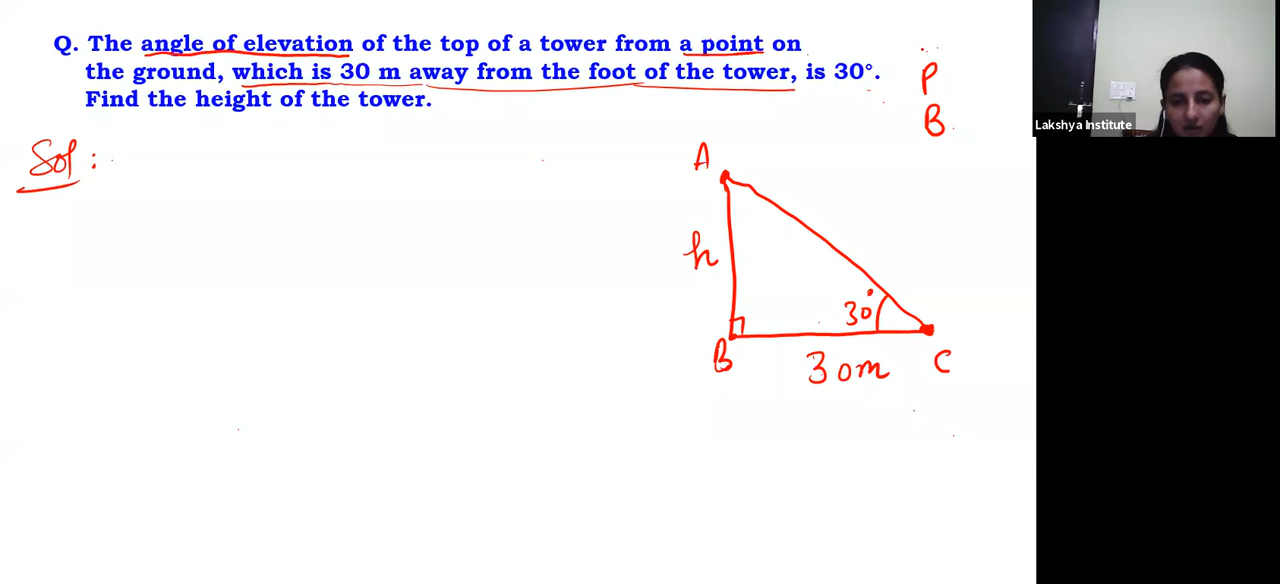 Q. The angle of elevation of the top of a tower from a point on
the ground, which is 30 m away from the foot of the tower, is 30°.
Find the height of the tower.
P
B
Lakshya Institute
Sol:
A
h
30°
B
30m
C